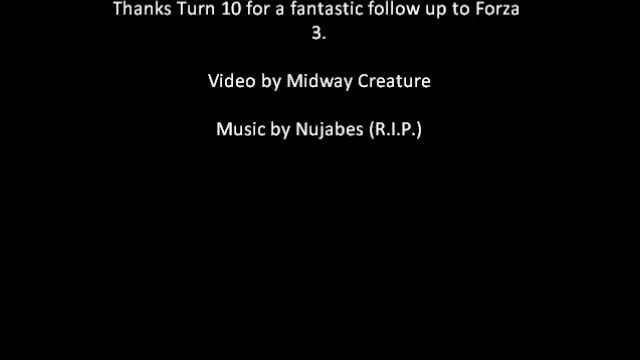 Thanks Turn 10 for a fantastic follow up to Forza
3.
Video by Midway Creature
Music by Nujabes (R.I.P.)